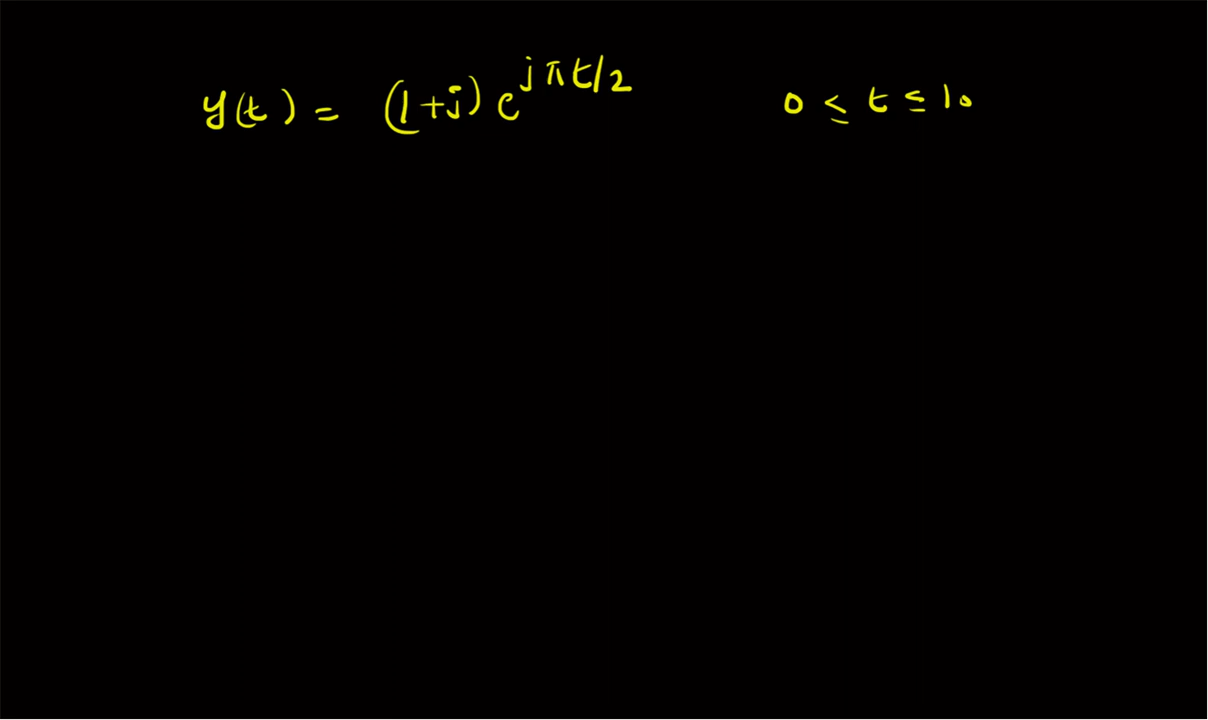 y(t) = (1+j) e^{jπt/2}    0 ≤ t ≤ 10